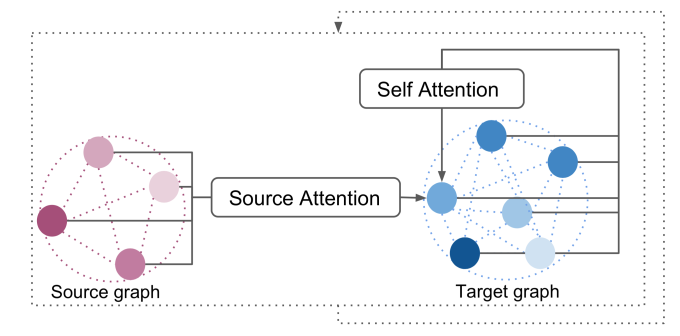 Self Attention
Source Attention
Source graph
Target graph